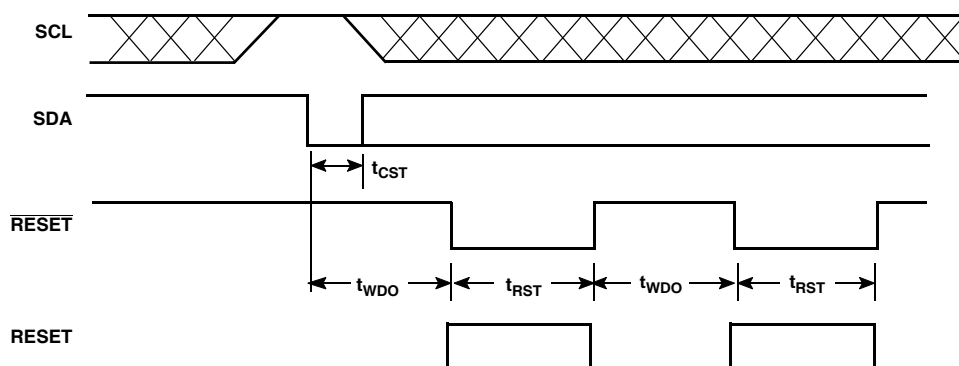 SCL
SDA
tCST
RESET
tWDO tRST tWDO tRST
RESET